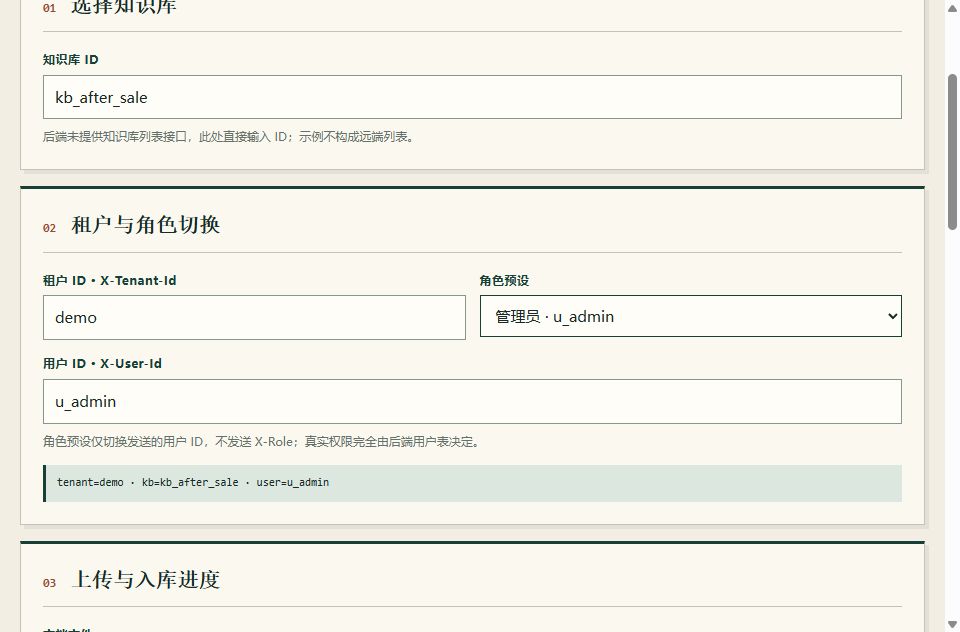 01 选择知识库
知识库 ID
kb_after_sale
后端未提供知识库列表接口，此处直接输入 ID；示例不构成远端列表。
02 租户与角色切换
租户 ID · X-Tenant-Id
角色预设
demo
管理员 · u_admin
用户 ID · X-User-Id
u_admin
角色预设仅切换发送的用户 ID，不发送 X-Role；真实权限完全由后端用户表决定。
tenant=demo · kb=kb_after_sale · user=u_admin
03 上传与入库进度